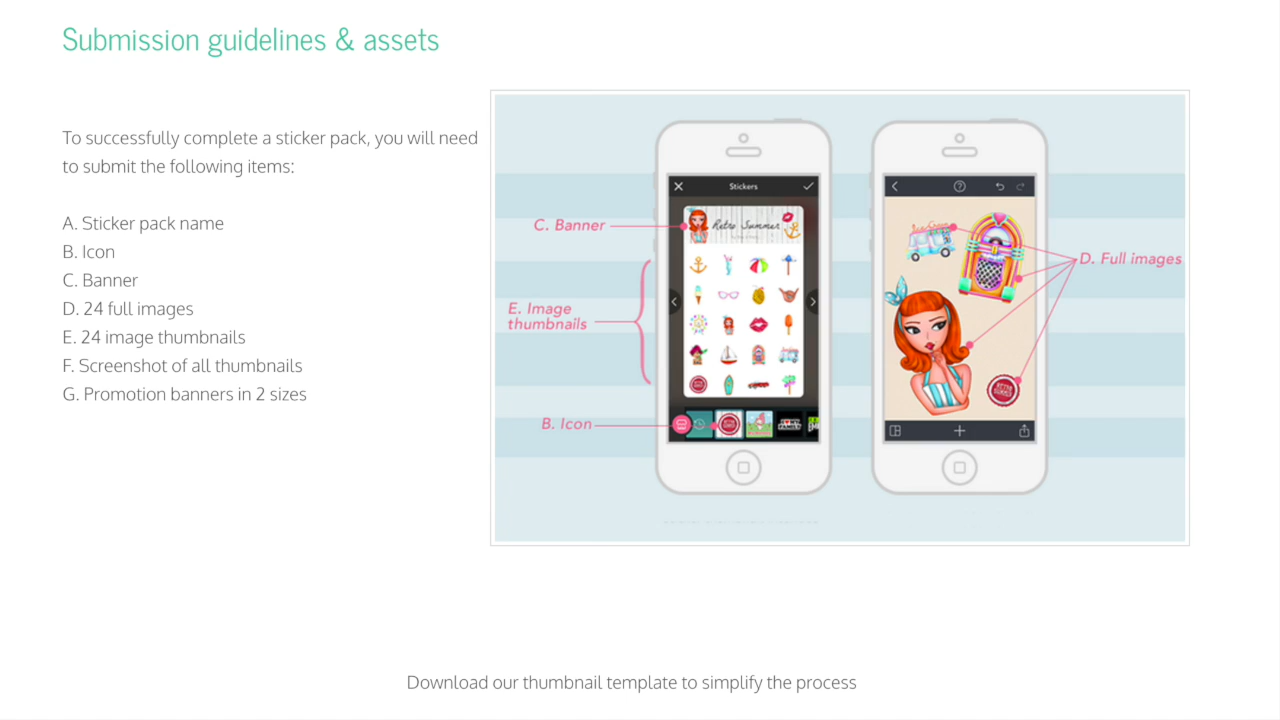 Submission guidelines & assets
To successfully complete a sticker pack, you will need
to submit the following items:
A. Sticker pack name
B. Icon
C. Banner
D. 24 full images
E. 24 image thumbnails
F. Screenshot of all thumbnails
G. Promotion banners in 2 sizes
Stickers
C. Banner
Retro Summer
D. Full images
E. Image
thumbnails
B. Icon
FAMILY
Download our thumbnail template to simplify the process